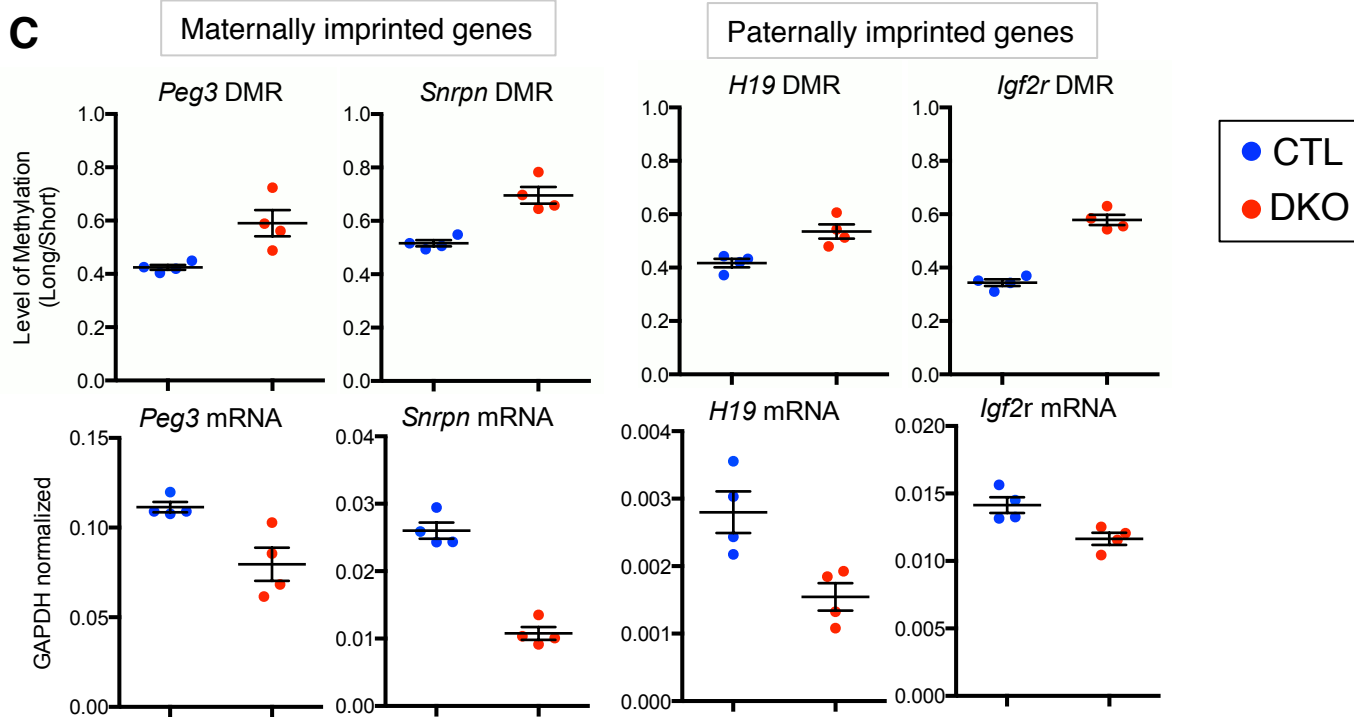 C
Maternally imprinted genes
Paternally imprinted genes
Peg3 DMR
Snrpn DMR
H19 DMR
Igf2r DMR
Level of Methylation
(Long/Short)
1.0
0.8
0.6
0.4
0.2
0.0
1.0
0.8
0.6
0.4
0.2
0.0
1.0
0.8
0.6
0.4
0.2
0.0
1.0
0.8
0.6
0.4
0.2
0.0
CTL
DKO
Peg3 mRNA
Snrpn mRNA
H19 mRNA
Igf2r mRNA
GAPDH normalized
0.15
0.10
0.05
0.00
0.04
0.03
0.02
0.01
0.00
0.004
0.003
0.002
0.001
0.000
0.020
0.015
0.010
0.005
0.000